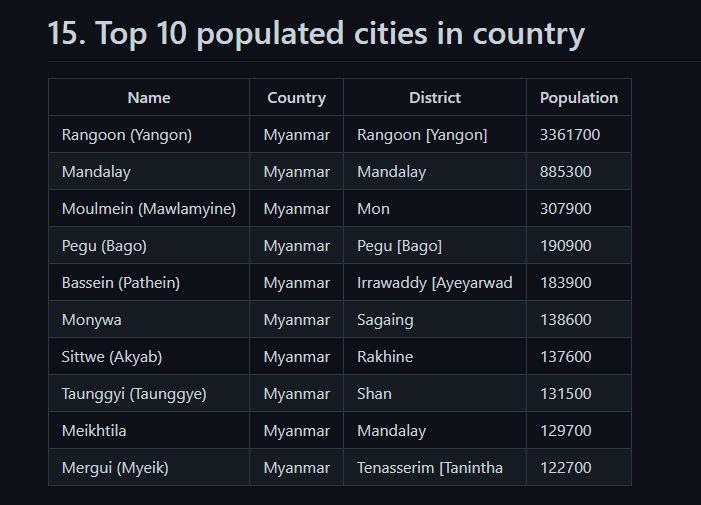 15. Top 10 populated cities in country
Name Country District Population
Rangoon (Yangon) Myanmar Rangoon [Yangon] 3361700
Mandalay Myanmar Mandalay 885300
Moulmein (Mawlamyine) Myanmar Mon 307900
Pegu (Bago) Myanmar Pegu [Bago] 190900
Bassein (Pathein) Myanmar Irrawaddy [Ayeyarwad 183900
Monywa Myanmar Sagaing 138600
Sittwe (Akyab) Myanmar Rakhine 137600
Taunggyi (Taunggye) Myanmar Shan 131500
Meikhtila Myanmar Mandalay 129700
Mergui (Myeik) Myanmar Tenasserim [Tanintha 122700